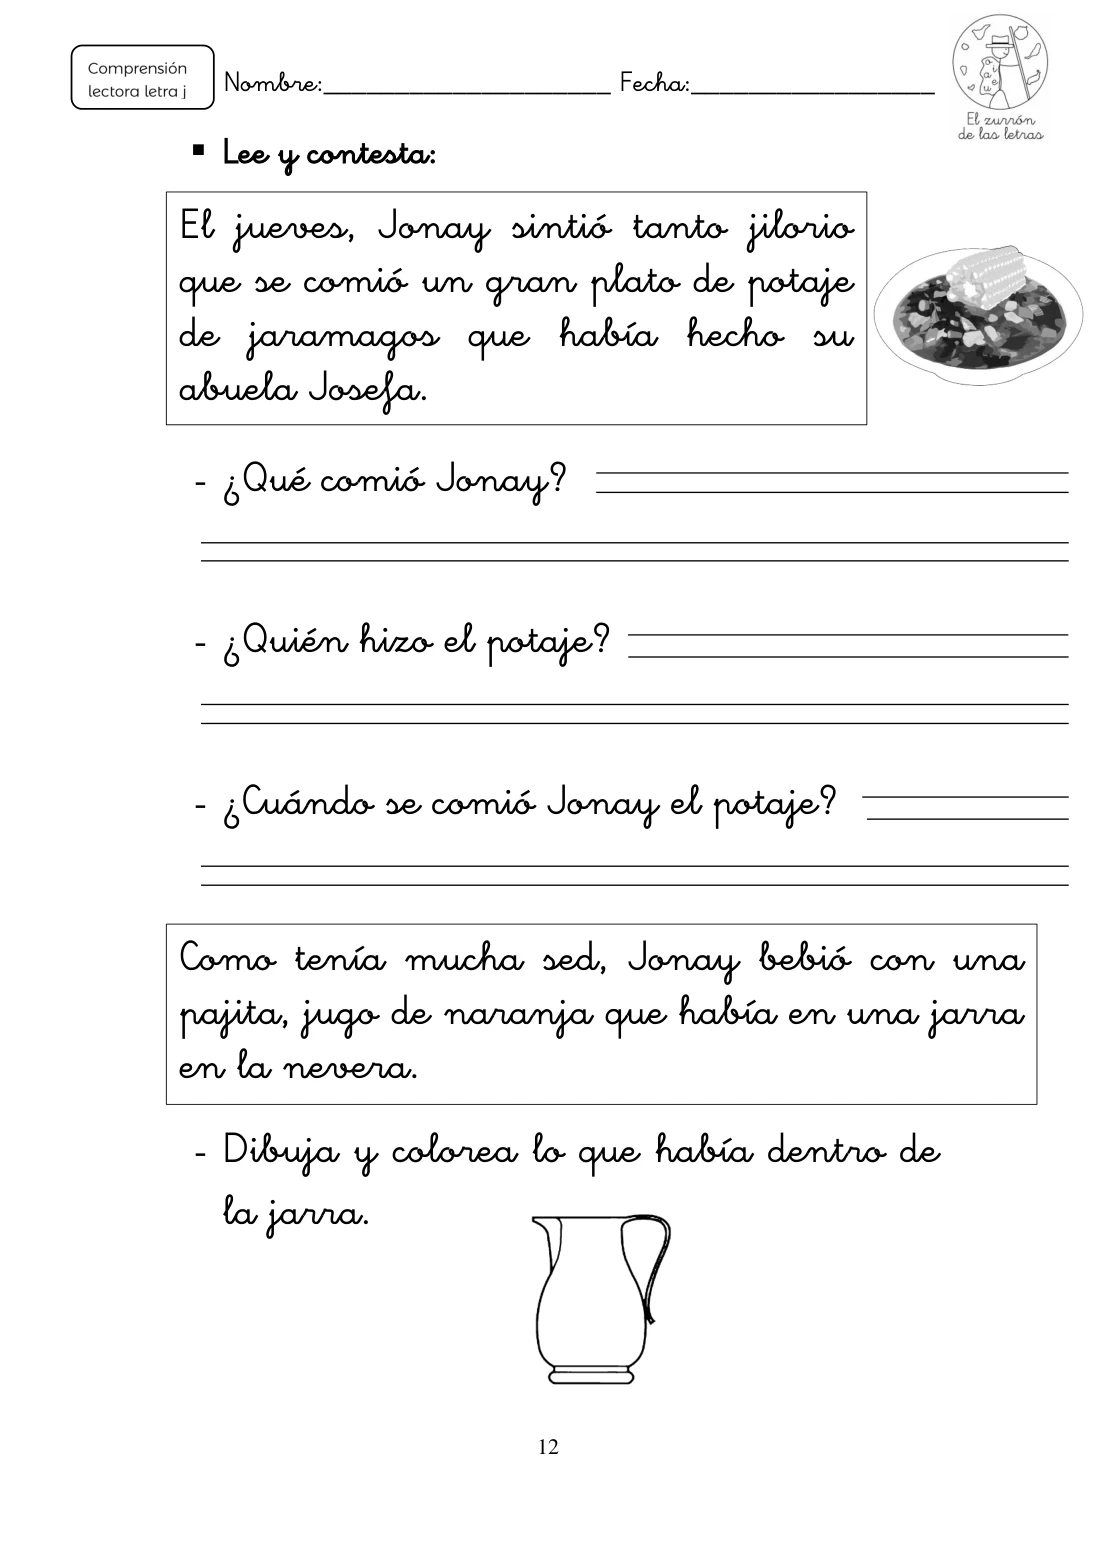 Comprensión
lectora letra j
Nombre:____________________ Fecha:_________________
El zurrón
de las letras
▪ Lee y contesta:
El jueves, Jonay sintió tanto jilorio
que se comió un gran plato de potaje
de jaramagos que había hecho su
abuela Josefa.
- ¿Qué comió Jonay?
- ¿Quién hizo el potaje?
- ¿Cuándo se comió Jonay el potaje?
Como tenía mucha sed, Jonay bebió con una
pajita, jugo de naranja que había en una jarra
en la nevera.
- Dibuja y colorea lo que había dentro de
la jarra.
12